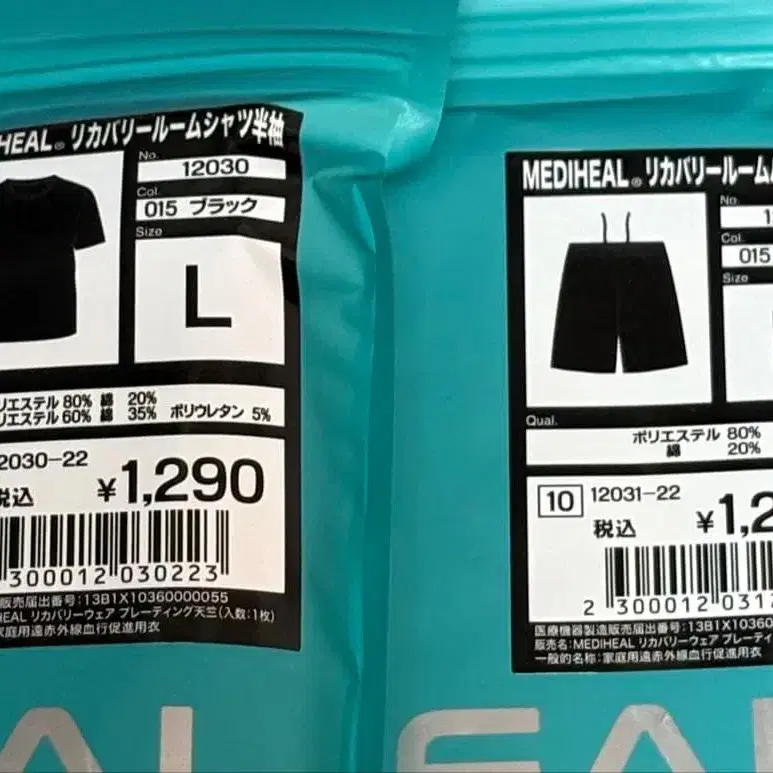 HEAL® リカバリールームシャツ半袖
No.
12030
Col.
015 ブラック
Size
L
リエステル 80% 綿 20%
リエステル 60% 綿 35% ポリウレタン 5%
2030-22
税込 ¥1,290
300012 030223
販売届出番号:13B1X10360000055
HEAL リカバリーウェア プレーティング天竺(入数:1枚)
家庭用遠赤外線血行促進用衣
MEDIHEAL® リカバリールーム
No.
1
Col.
015
Size
Qual.
ポリエステル 80%
綿 20%
10 12031-22
税込 ¥1,2
2 300012 031
医療機器製造販売届出番号:13B1X10360
販売名:MEDIHEAL リカバリーウェア プレーティ
一般的名称:家庭用遠赤外線血行促進用衣
EAL